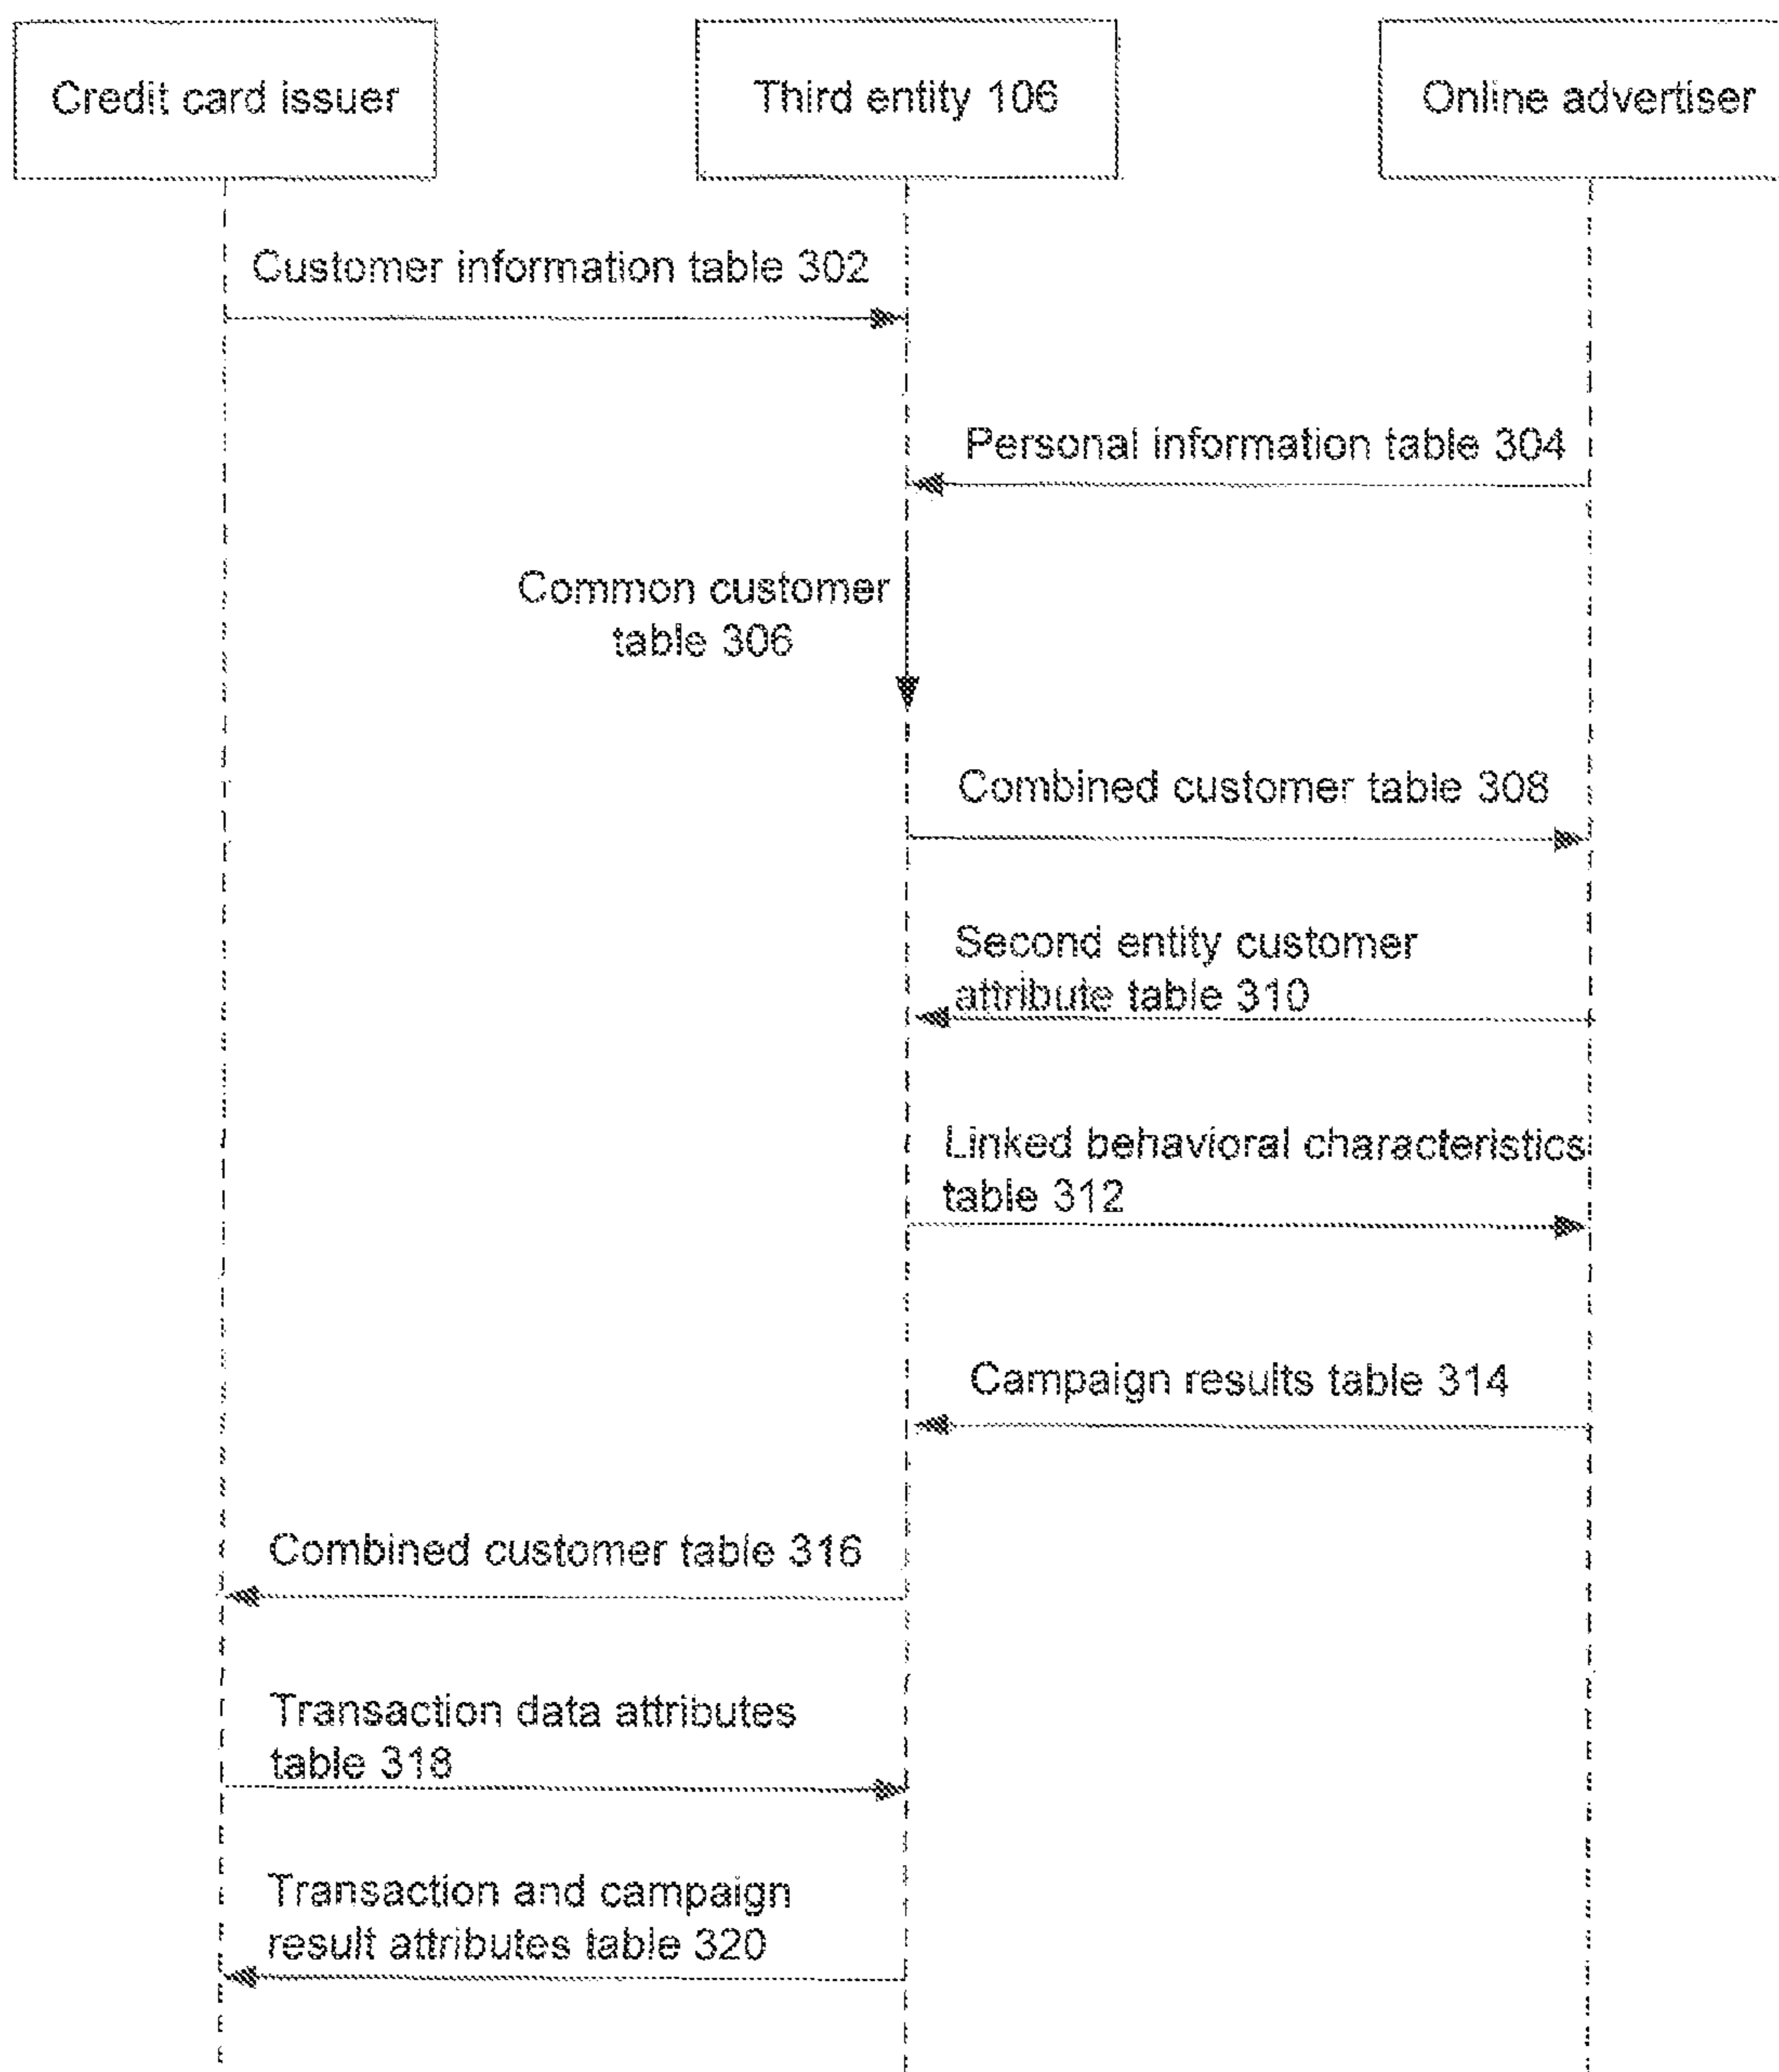 Credit card issuer
Third entity 106
Online advertiser
Customer information table 302
Personal information table 304
Common customer
table 306
Combined customer table 308
Second entity customer
attribute table 310
Linked behavioral characteristics
table 312
Campaign results table 314
Combined customer table 316
Transaction data attributes
table 318
Transaction and campaign
result attributes table 320